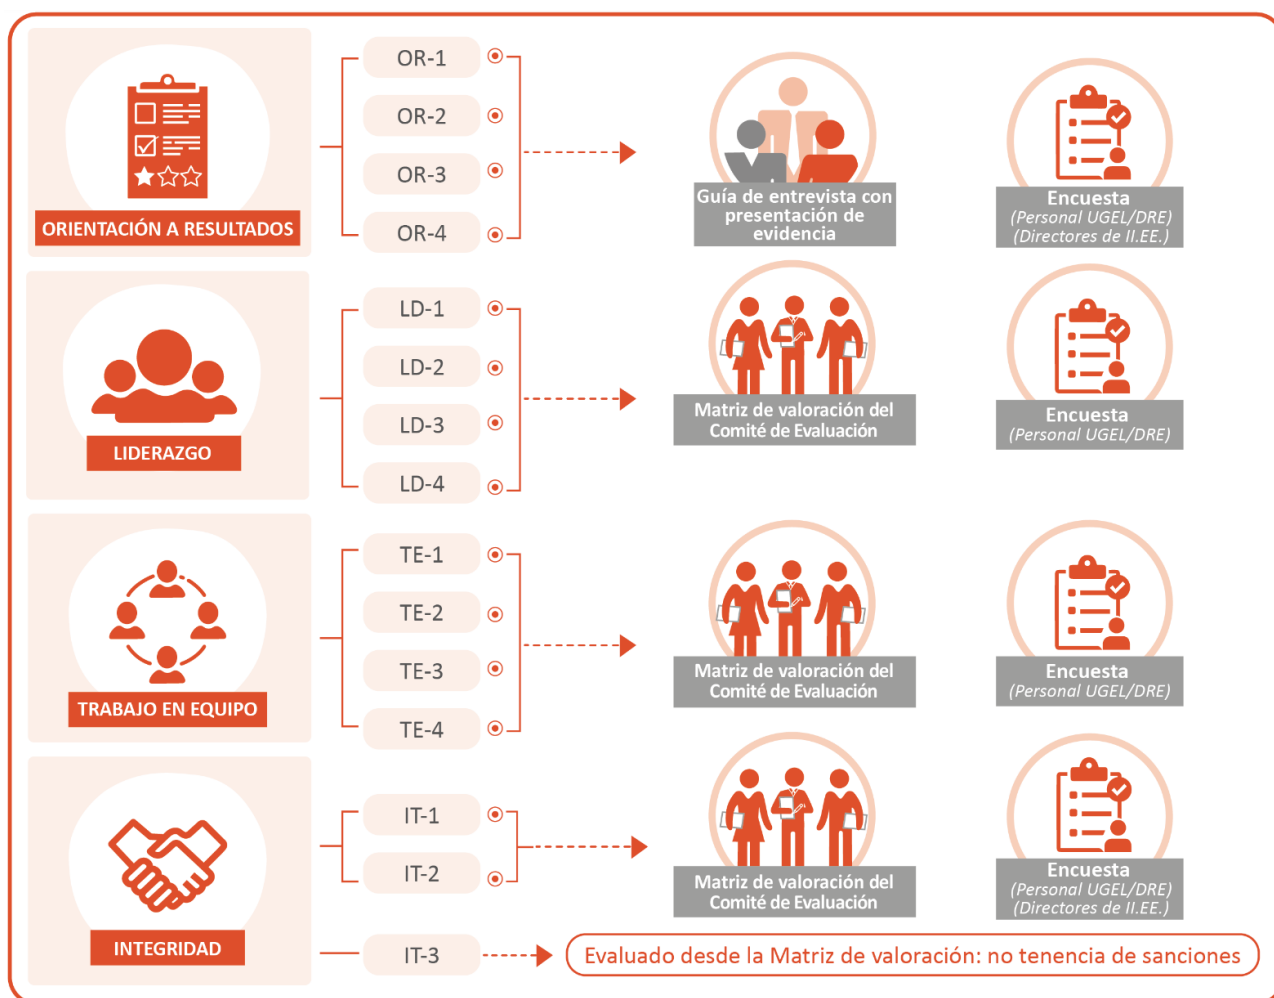 ORIENTACIÓN A RESULTADOS
OR-1
OR-2
OR-3
OR-4
Guía de entrevista con
presentación de
evidencia
Encuesta
(Personal UGEL/DRE)
(Directores de II.EE.)
LIDERAZGO
LD-1
LD-2
LD-3
LD-4
Matriz de valoración del
Comité de Evaluación
Encuesta
(Personal UGEL/DRE)
TRABAJO EN EQUIPO
TE-1
TE-2
TE-3
TE-4
Matriz de valoración del
Comité de Evaluación
Encuesta
(Personal UGEL/DRE)
INTEGRIDAD
IT-1
IT-2
Matriz de valoración del
Comité de Evaluación
Encuesta
(Personal UGEL/DRE)
(Directores de II.EE.)
IT-3
Evaluado desde la Matriz de valoración: no tenencia de sanciones